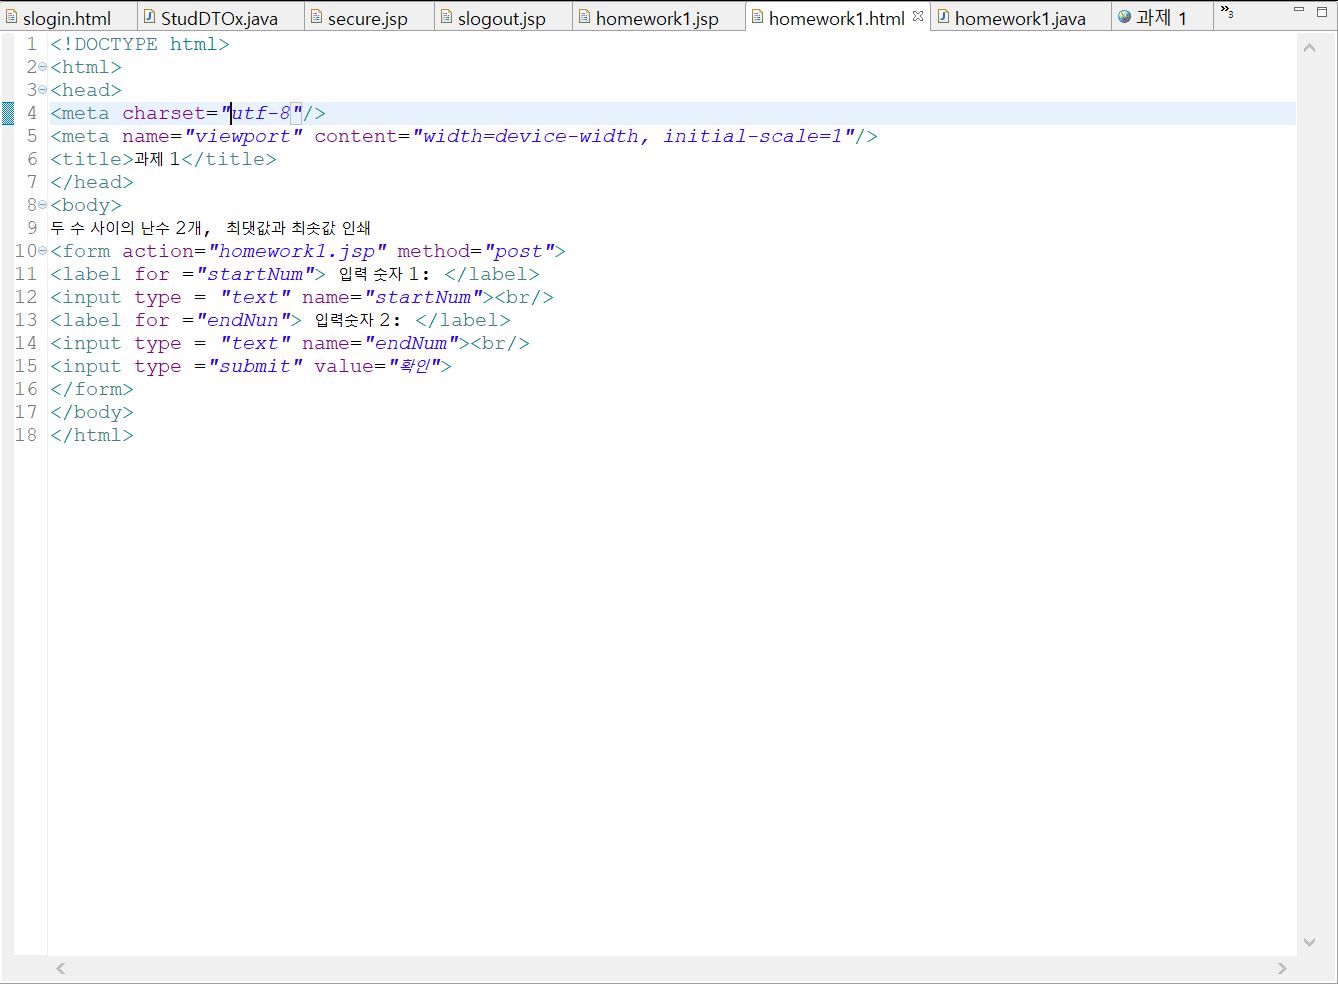 slogin.html StudDTOx.java secure.jsp slogout.jsp homework1.jsp homework1.html homework1.java 과제 1 »3
1 <!DOCTYPE html>
2 <html>
3 <head>
4 <meta charset="utf-8"/>
5 <meta name="viewport" content="width=device-width, initial-scale=1"/>
6 <title>과제 1</title>
7 </head>
8 <body>
9 두 수 사이의 난수 2개, 최댓값과 최솟값 인쇄
10 <form action="homework1.jsp" method="post">
11 <label for ="startNum"> 입력 숫자 1: </label>
12 <input type = "text" name="startNum"><br/>
13 <label for ="endNun"> 입력숫자 2: </label>
14 <input type = "text" name="endNum"><br/>
15 <input type ="submit" value="확인">
16 </form>
17 </body>
18 </html>